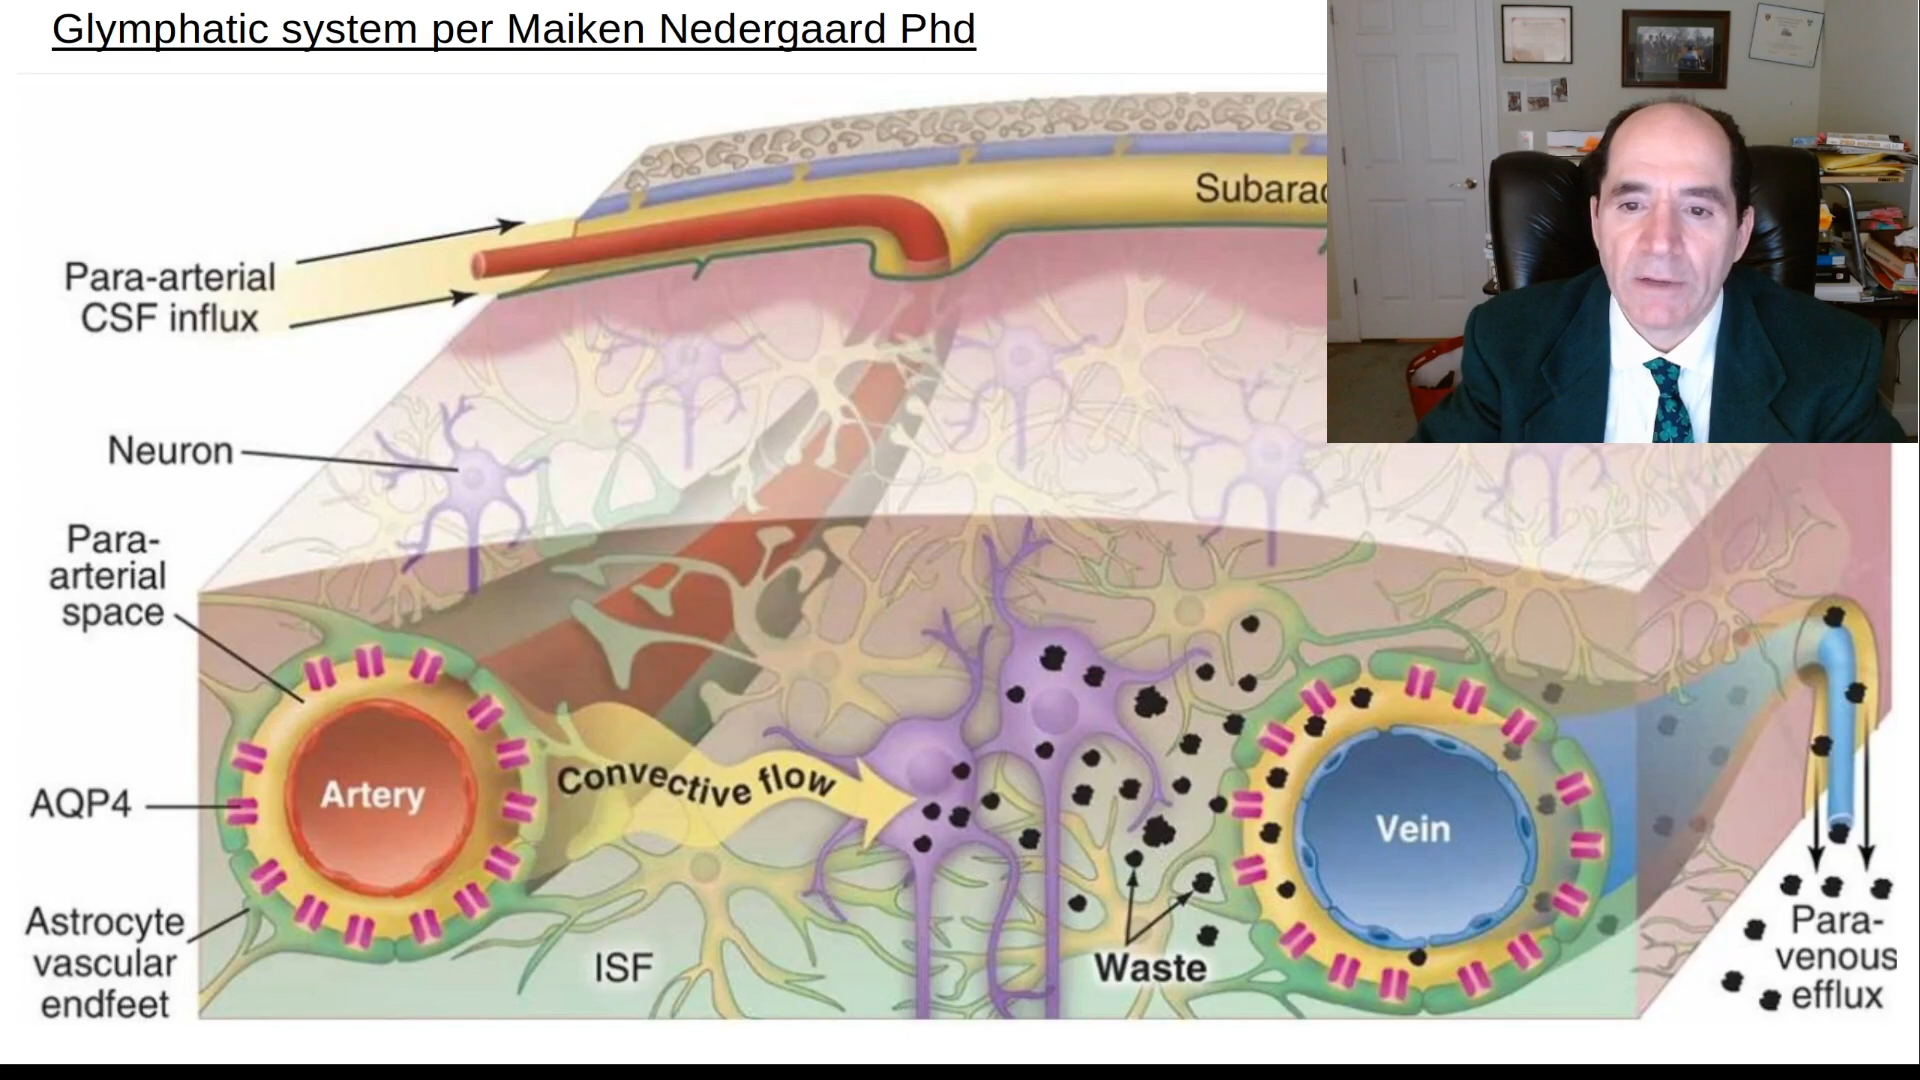 Glymphatic system per Maiken Nedergaard Phd
Subarac
Para-arterial
CSF influx
Neuron
Para-
arterial
space
Artery
Convective flow
Vein
AQP4
Astrocyte
vascular
endfeet
ISF
Waste
Para-
venous
efflux